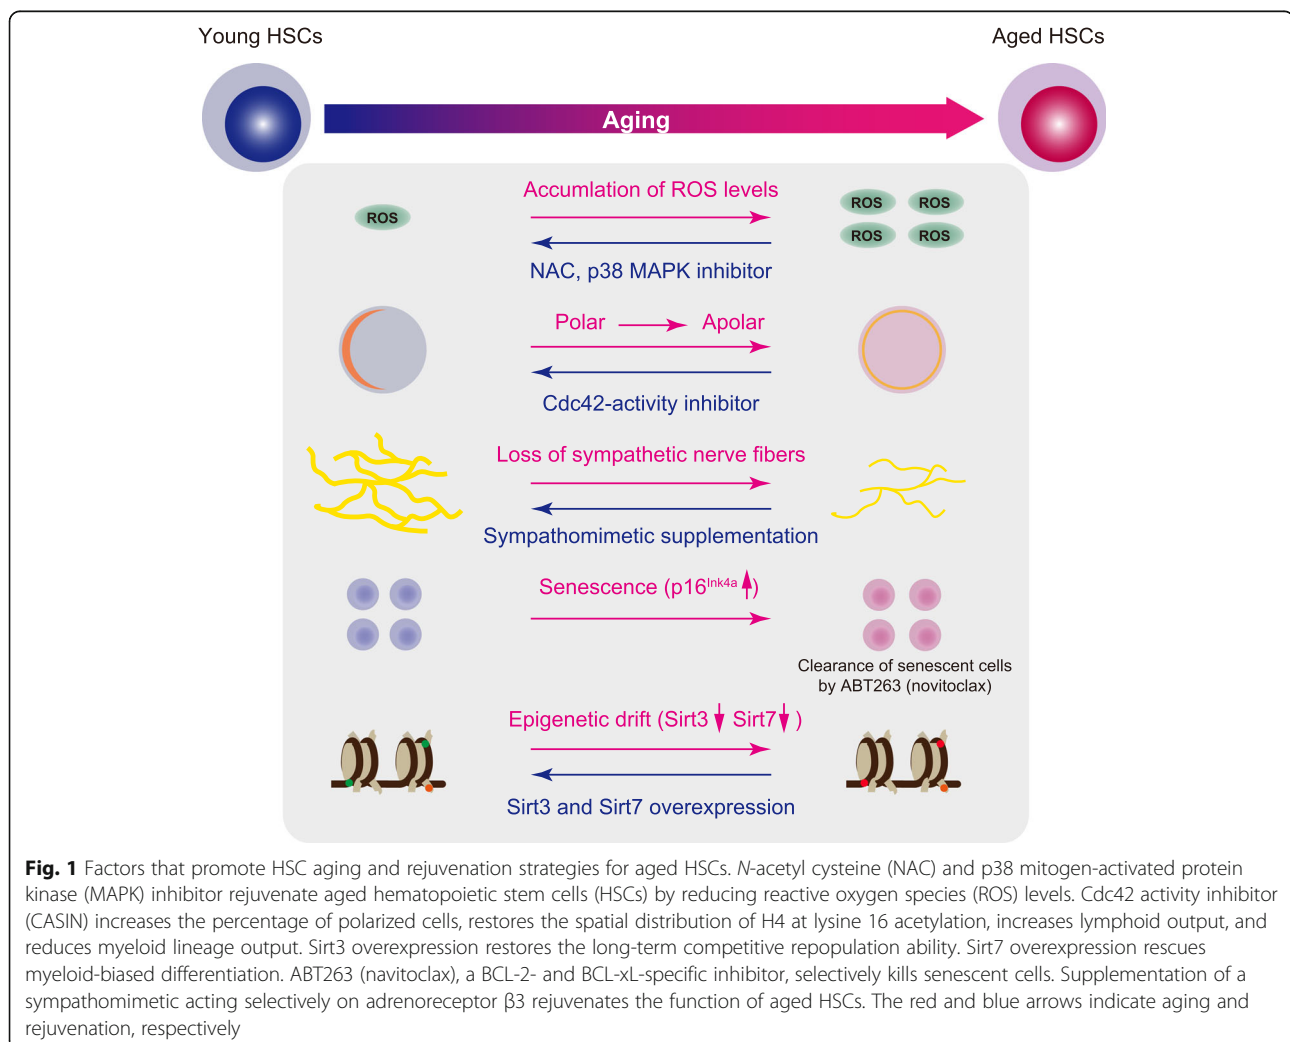 Young HSCs
Aged HSCs
Aging
Accumlation of ROS levels
ROS
ROS ROS
ROS ROS
NAC, p38 MAPK inhibitor
Polar Apolar
Cdc42-activity inhibitor
Loss of sympathetic nerve fibers
Sympathomimetic supplementation
Senescence (p16Ink4a )
Clearance of senescent cells
by ABT263 (novitoclax)
Epigenetic drift (Sirt3 Sirt7 )
Sirt3 and Sirt7 overexpression
Fig. 1 Factors that promote HSC aging and rejuvenation strategies for aged HSCs. N-acetyl cysteine (NAC) and p38 mitogen-activated protein
kinase (MAPK) inhibitor rejuvenate aged hematopoietic stem cells (HSCs) by reducing reactive oxygen species (ROS) levels. Cdc42 activity inhibitor
(CASIN) increases the percentage of polarized cells, restores the spatial distribution of H4 at lysine 16 acetylation, increases lymphoid output, and
reduces myeloid lineage output. Sirt3 overexpression restores the long-term competitive repopulation ability. Sirt7 overexpression rescues
myeloid-biased differentiation. ABT263 (navitoclax), a BCL-2- and BCL-xL-specific inhibitor, selectively kills senescent cells. Supplementation of a
sympathomimetic acting selectively on adrenoreceptor β3 rejuvenates the function of aged HSCs. The red and blue arrows indicate aging and
rejuvenation, respectively